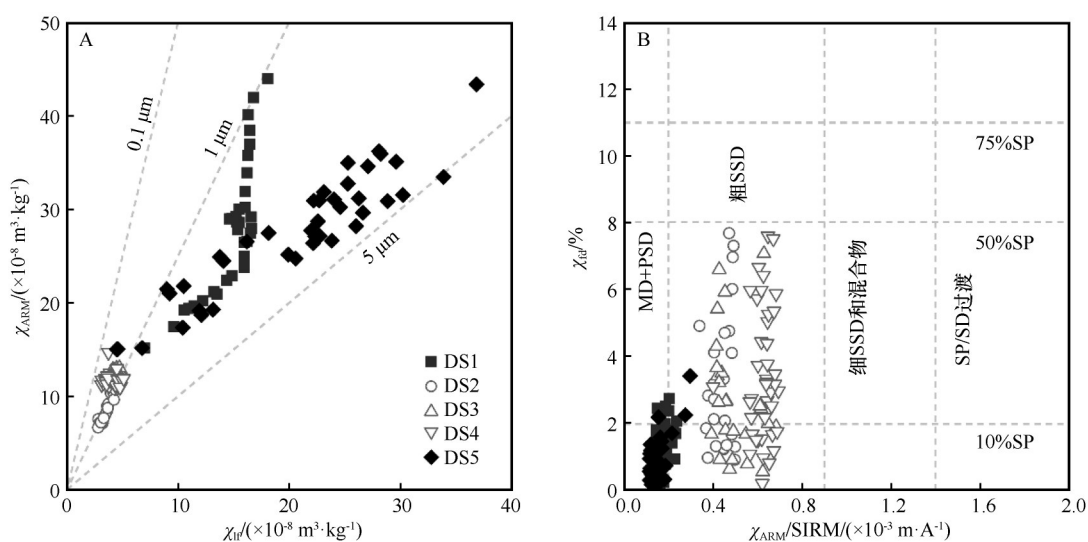 A
50
40
30
20
10
0
χARM/(×10⁻⁸ m³·kg⁻¹)
0.1 μm
1 μm
5 μm
DS1
DS2
DS3
DS4
DS5
0 10 20 30 40
χlf/(×10⁻⁸ m³·kg⁻¹)
B
14
12
10
8
6
4
2
0
χfd/%
MD+PSD
粗SSD
细SSD和混合物
SP/SD过渡
75%SP
50%SP
10%SP
0.0 0.4 0.8 1.2 1.6 2.0
χARM/SIRM/(×10⁻³ m·A⁻¹)